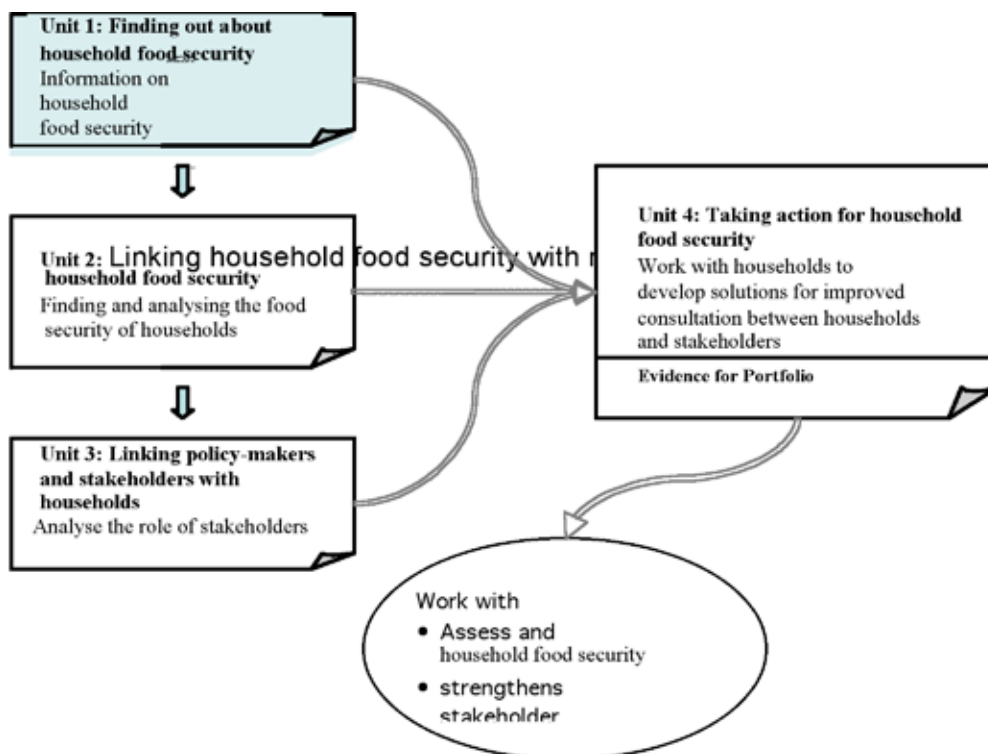 Unit 1: Finding out about
household food security
Information on
household
food security
Unit 2: Linking household food security with
household food security
Finding and analysing the food
security of households
Unit 3: Linking policy-makers
and stakeholders with
households
Analyse the role of stakeholders
Unit 4: Taking action for household
food security
Work with households to
develop solutions for improved
consultation between households
and stakeholders
Evidence for Portfolio
Work with
• Assess and
household food security
• strengthens
stakeholder